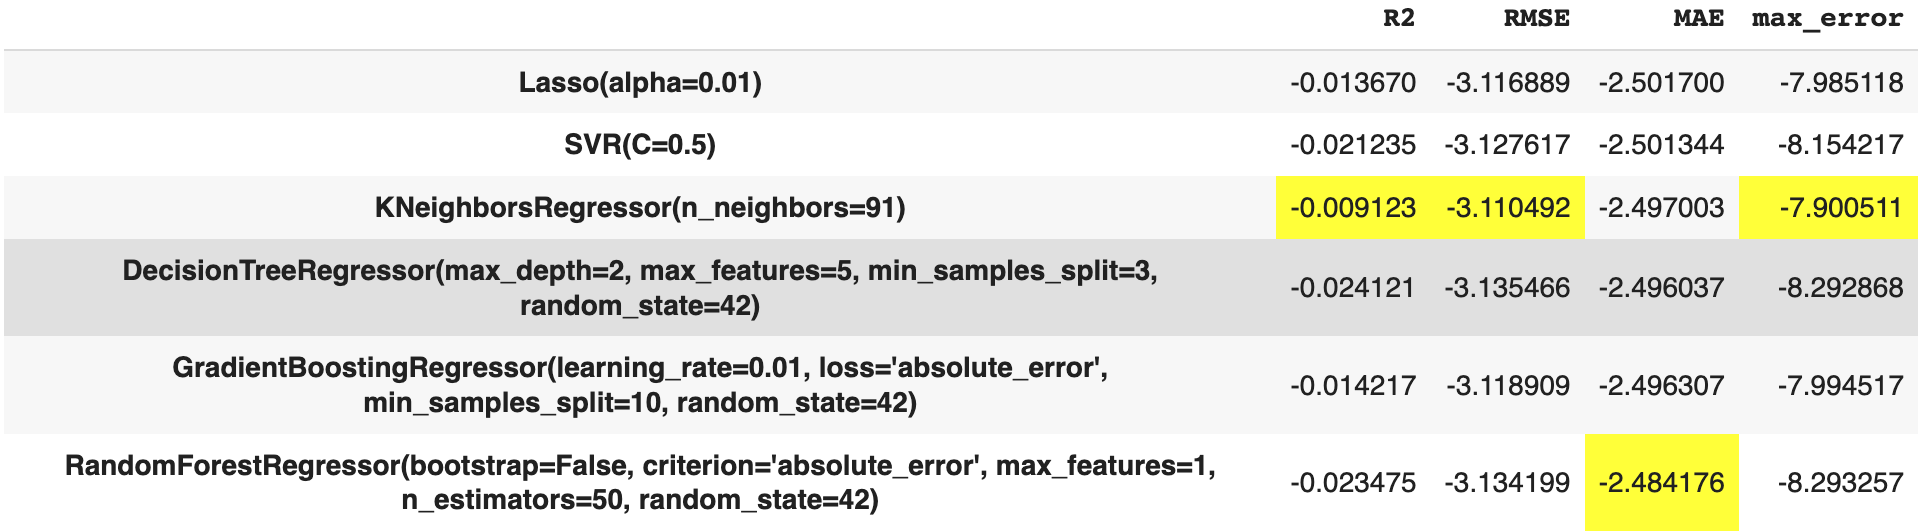 R2 RMSE MAE max_error
Lasso(alpha=0.01) -0.013670 -3.116889 -2.501700 -7.985118
SVR(C=0.5) -0.021235 -3.127617 -2.501344 -8.154217
KNeighborsRegressor(n_neighbors=91) -0.009123 -3.110492 -2.497003 -7.900511
DecisionTreeRegressor(max_depth=2, max_features=5, min_samples_split=3,
random_state=42) -0.024121 -3.135466 -2.496037 -8.292868
GradientBoostingRegressor(learning_rate=0.01, loss='absolute_error',
min_samples_split=10, random_state=42) -0.014217 -3.118909 -2.496307 -7.994517
RandomForestRegressor(bootstrap=False, criterion='absolute_error', max_features=1,
n_estimators=50, random_state=42) -0.023475 -3.134199 -2.484176 -8.293257